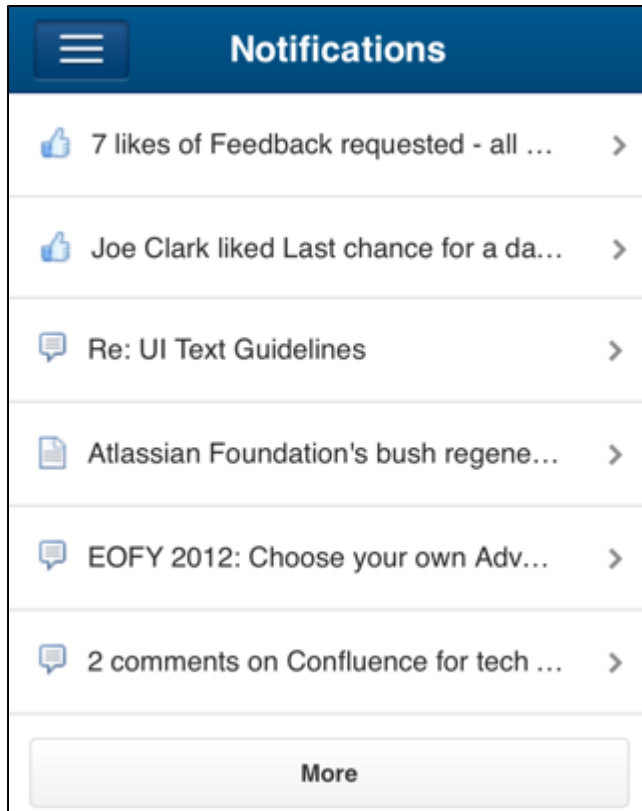 Notifications
7 likes of Feedback requested - all ...
Joe Clark liked Last chance for a da...
Re: UI Text Guidelines
Atlassian Foundation's bush regene...
EOFY 2012: Choose your own Adv...
2 comments on Confluence for tech ...
More